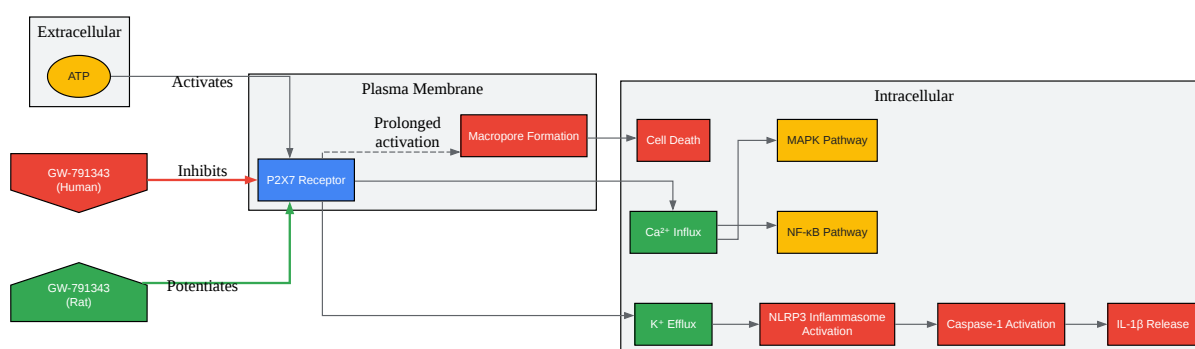 Extracellular
ATP
Activates
Plasma Membrane
Intracellular
Prolonged
activation
Macropore Formation
Cell Death
MAPK Pathway
GW-791343
(Human)
Inhibits
P2X7 Receptor
Ca²⁺ Influx
NF-κB Pathway
GW-791343
(Rat)
Potentiates
K⁺ Efflux
NLRP3 Inflammasome
Activation
Caspase-1 Activation
IL-1β Release